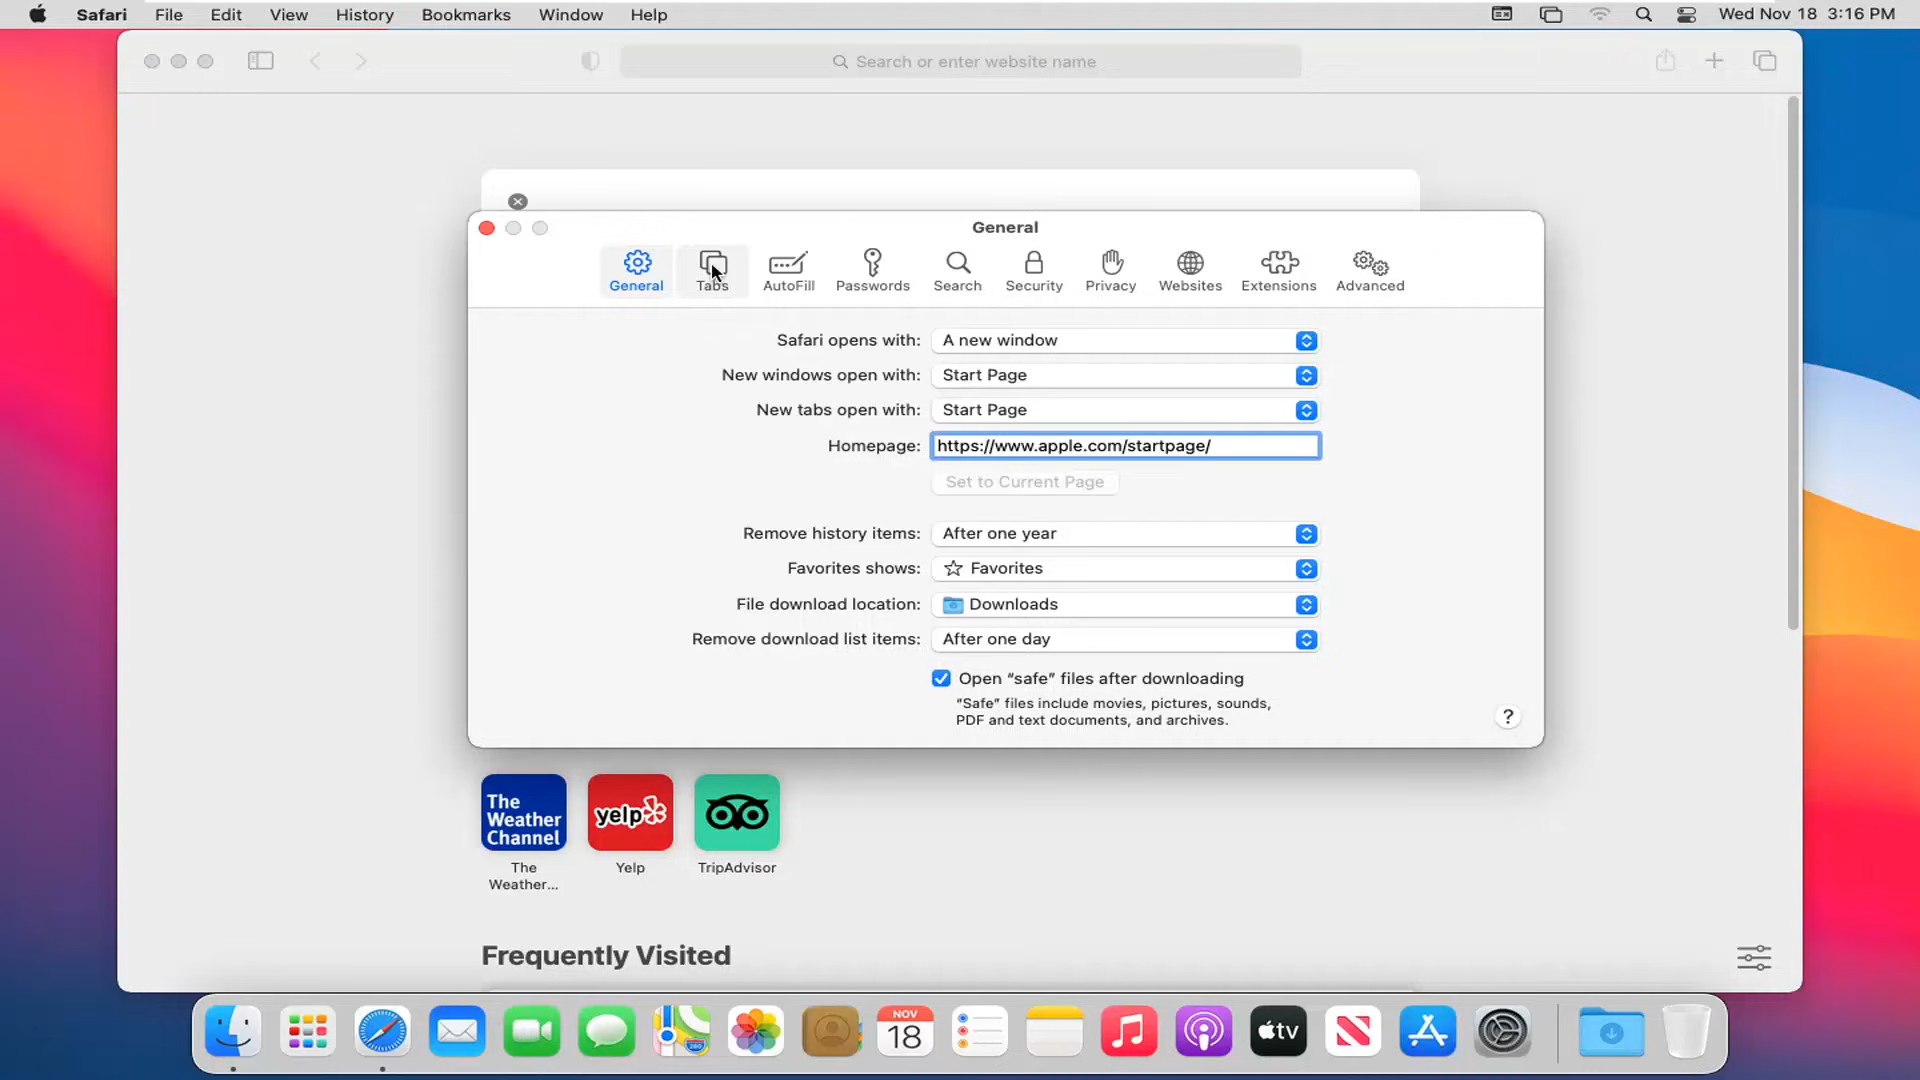 Safari File Edit View History Bookmarks Window Help Wed Nov 18 3:16 PM
Search or enter website name
General
General Tabs AutoFill Passwords Search Security Privacy Websites Extensions Advanced
Safari opens with: A new window
New windows open with: Start Page
New tabs open with: Start Page
Homepage: https://www.apple.com/startpage/
Set to Current Page
Remove history items: After one year
Favorites shows: Favorites
File download location: Downloads
Remove download list items: After one day
Open “safe” files after downloading
“Safe” files include movies, pictures, sounds,
PDF and text documents, and archives.
?
The
Weather
Channel
yelp
The
Weather...
Yelp
TripAdvisor
Frequently Visited
NOV
18
280
tv